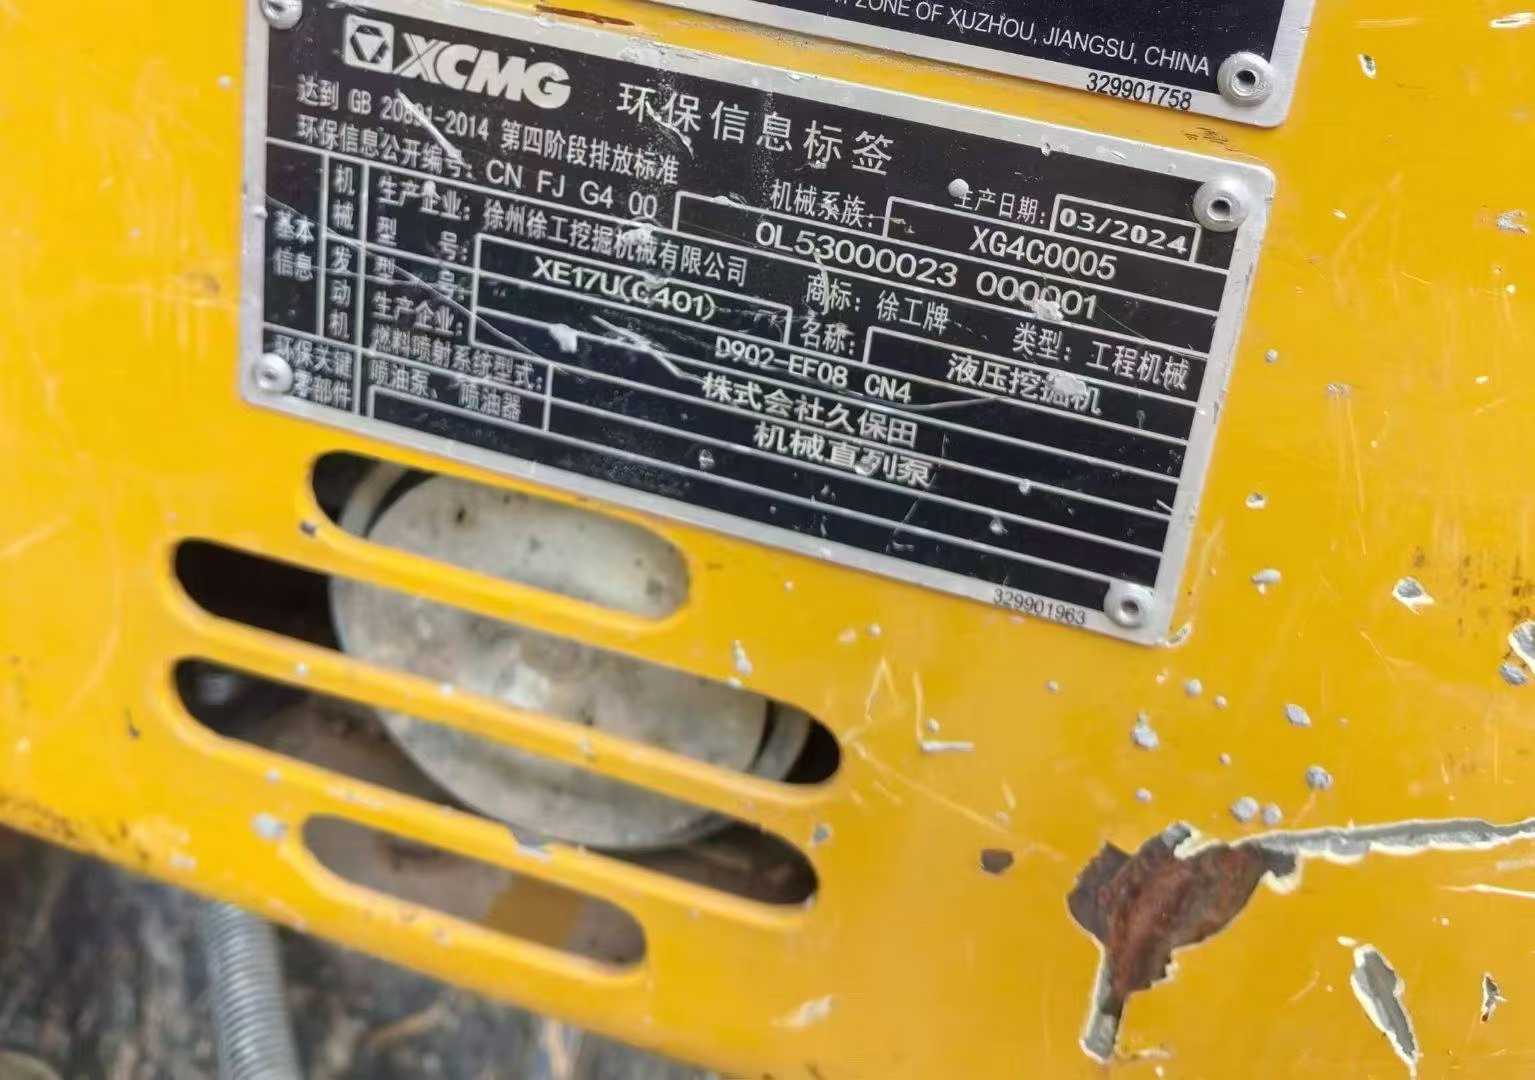 ZONE OF XUZHOU, JIANGSU, CHINA
329901758
XCMG 环保信息标签
达到 GB 20891-2014 第四阶段排放标准
机械系族: XG4C0005
生产日期: 03/2024
环保信息公开编号: CN FJ G4 00 0L53000023 000001
基本信息
机械
生产企业: 徐州徐工挖掘机械有限公司 商标: 徐工牌 类型: 工程机械
型 号: XE17U(C401) 名称: 液压挖掘机
发动机
型 号: D902-EF08 CN4
生产企业: 株式会社久保田
环保关键零部件
燃料喷射系统型式: 机械直列泵
喷油泵、喷油器
329901963